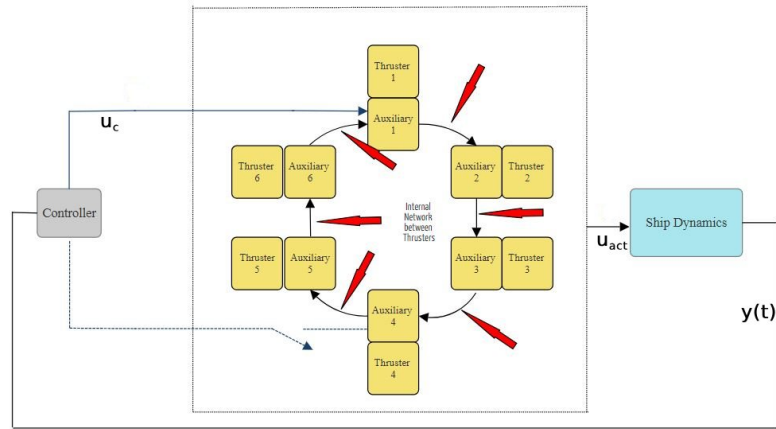 Thruster
1
u_c
Auxiliary
1
Thruster
6
Auxiliary
6
Auxiliary
2
Thruster
2
Controller
Internal
Network
between
Thrusters
u_act
Ship Dynamics
Thruster
5
Auxiliary
5
Auxiliary
3
Thruster
3
Auxiliary
4
y(t)
Thruster
4